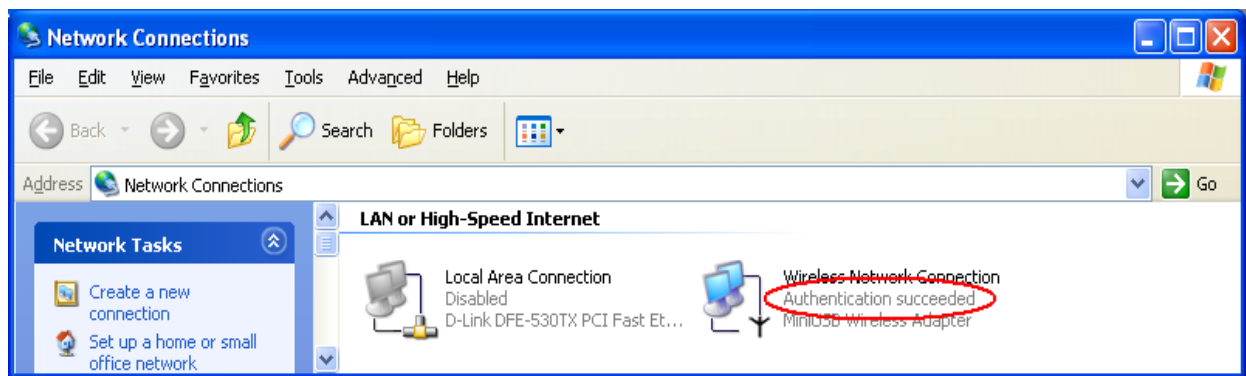 Network Connections
File Edit View Favorites Tools Advanced Help
Back Search Folders
Address Network Connections Go
Network Tasks
Create a new
connection
Set up a home or small
office network
LAN or High-Speed Internet
Local Area Connection
Disabled
D-Link DFE-530TX PCI Fast Et...
Wireless Network Connection
Authentication succeeded
MiniUSB Wireless Adapter